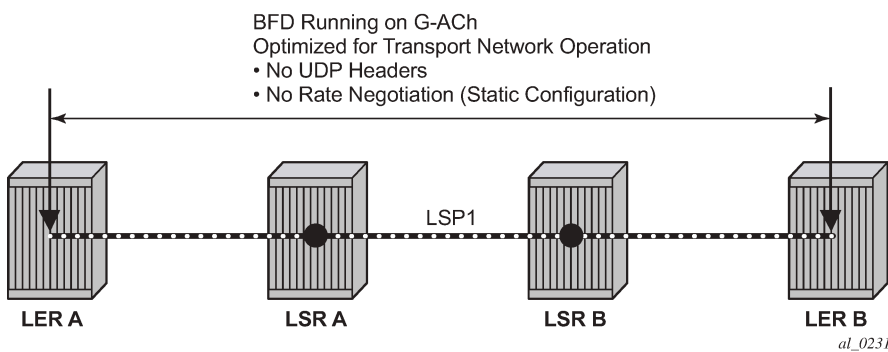 BFD Running on G-ACh
Optimized for Transport Network Operation
• No UDP Headers
• No Rate Negotiation (Static Configuration)
LSP1
LER A
LSR A
LSR B
LER B
al_0231